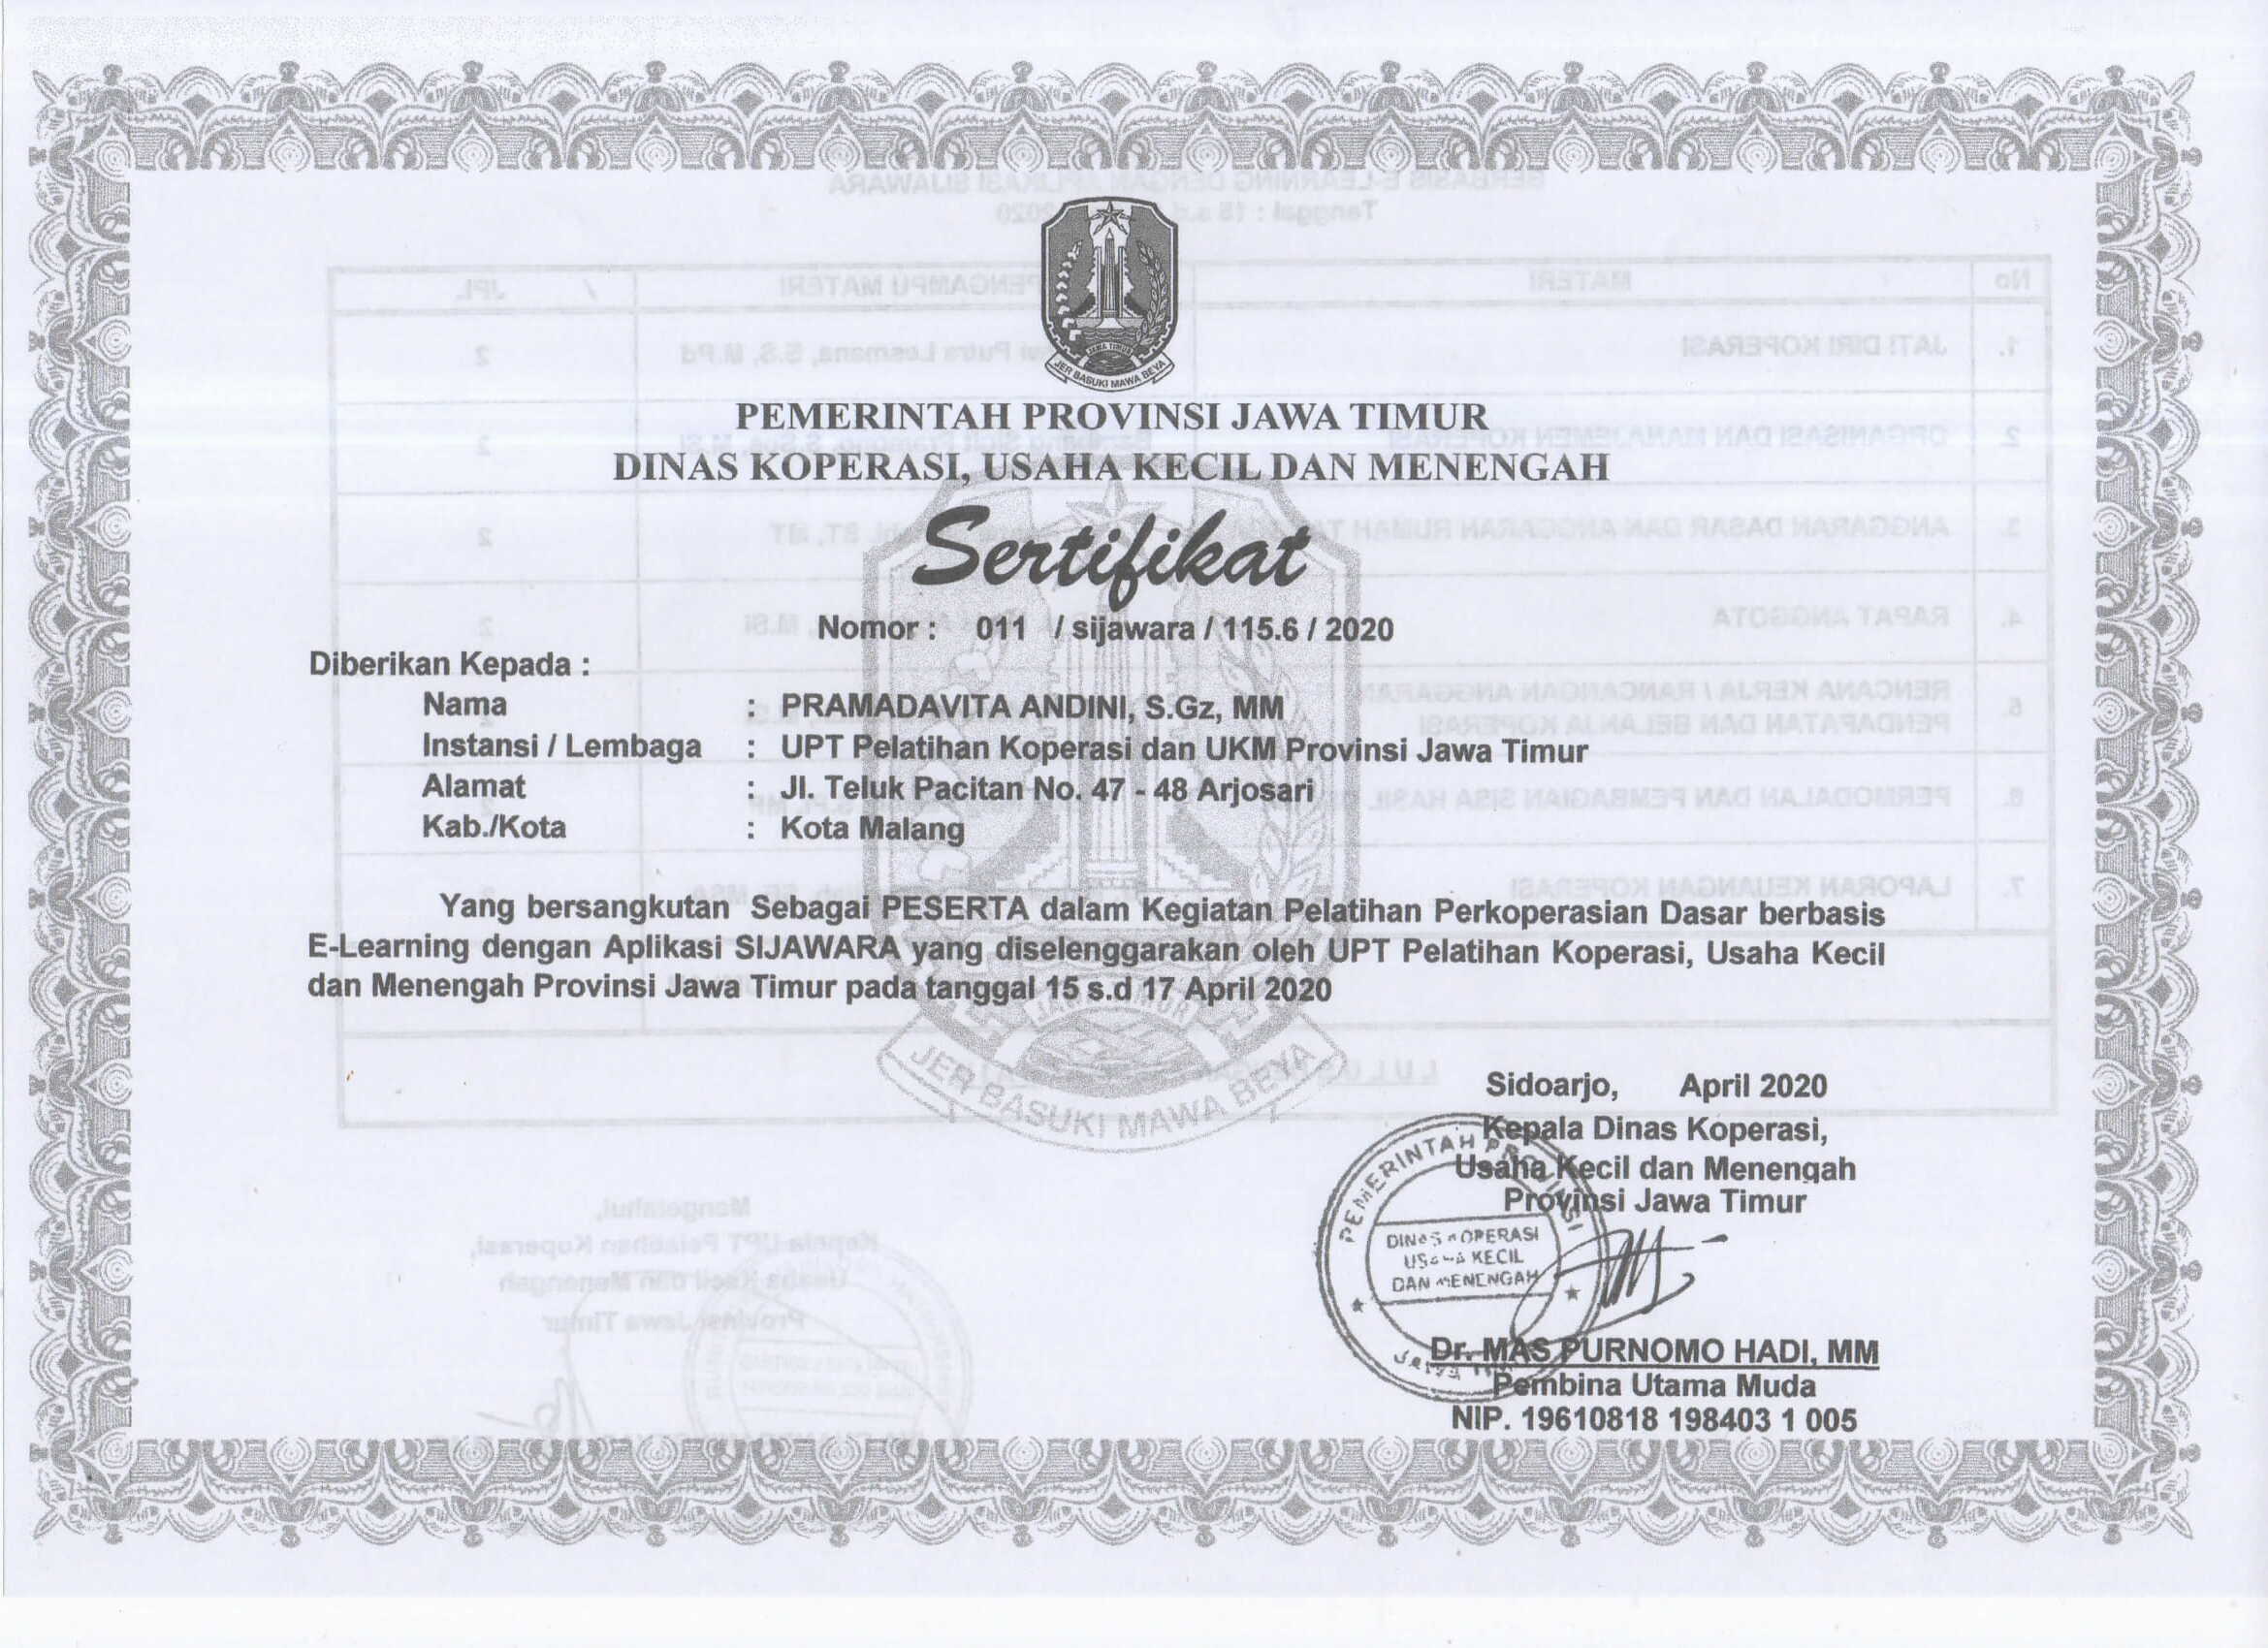 JAWA TIMUR
JER BASUKI MAWA BEYA
PEMERINTAH PROVINSI JAWA TIMUR
DINAS KOPERASI, USAHA KECIL DAN MENENGAH
Sertifikat
Nomor : 011 / sijawara / 115.6 / 2020
Diberikan Kepada :
Nama : PRAMADAVITA ANDINI, S.Gz, MM
Instansi / Lembaga : UPT Pelatihan Koperasi dan UKM Provinsi Jawa Timur
Alamat : Jl. Teluk Pacitan No. 47 - 48 Arjosari
Kab./Kota : Kota Malang
Yang bersangkutan Sebagai PESERTA dalam Kegiatan Pelatihan Perkoperasian Dasar berbasis
E-Learning dengan Aplikasi SIJAWARA yang diselenggarakan oleh UPT Pelatihan Koperasi, Usaha Kecil
dan Menengah Provinsi Jawa Timur pada tanggal 15 s.d 17 April 2020
JAWA TIMUR
JER BASUKI MAWA BEYA
Sidoarjo, April 2020
Kepala Dinas Koperasi,
Usaha Kecil dan Menengah
Provinsi Jawa Timur
PEMERINTAH PROVINSI
DINAS KOPERASI
USAHA KECIL
DAN MENENGAH
Dr. MAS PURNOMO HADI, MM
Pembina Utama Muda
NIP. 19610818 198403 1 005